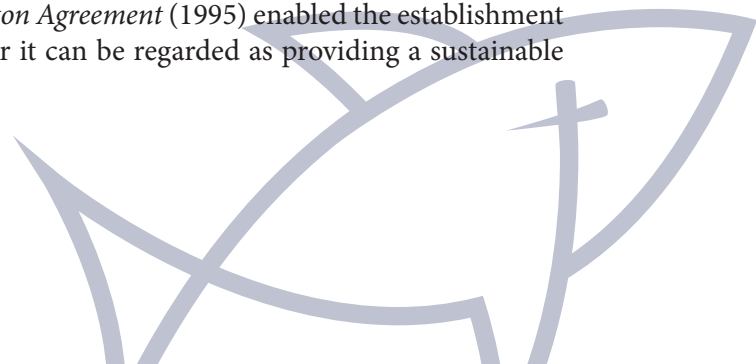 on Agreement (1995) enabled the establishment
r it can be regarded as providing a sustainable